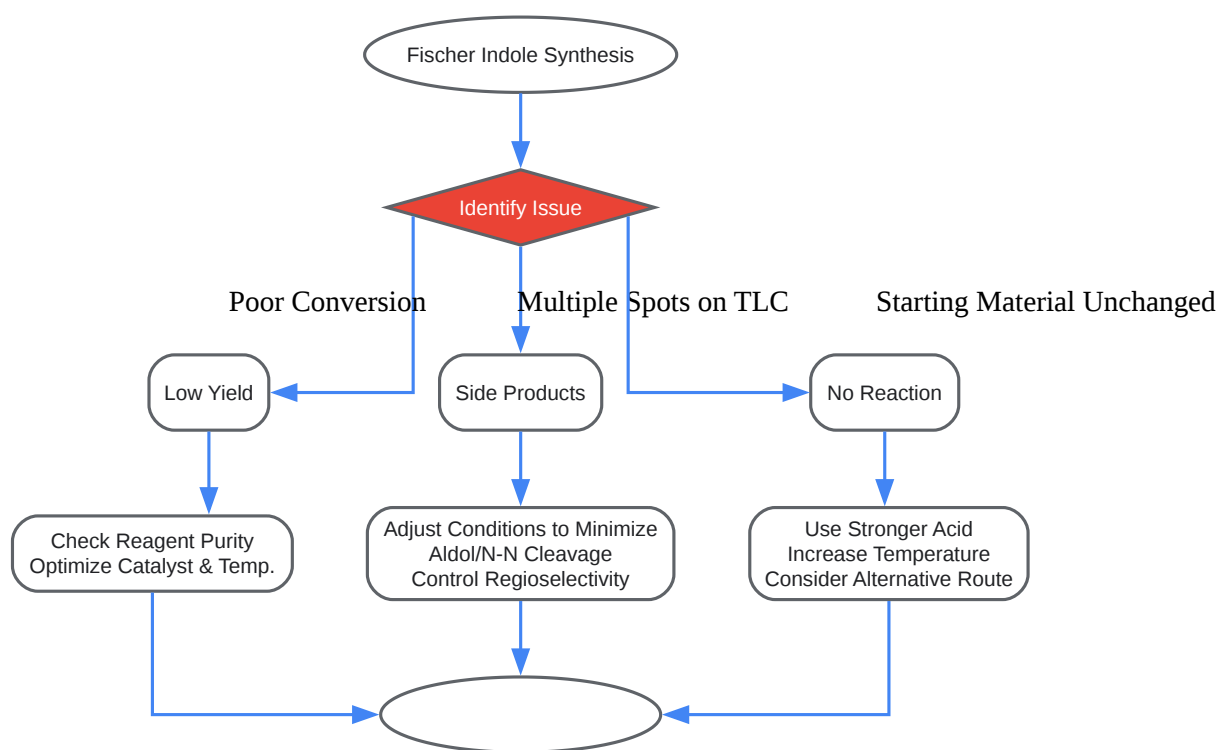 Fischer Indole Synthesis
Identify Issue
Poor Conversion
Multiple Spots on TLC
Starting Material Unchanged
Low Yield
Side Products
No Reaction
Check Reagent Purity
Optimize Catalyst & Temp.
Adjust Conditions to Minimize
Aldol/N-N Cleavage
Control Regioselectivity
Use Stronger Acid
Increase Temperature
Consider Alternative Route